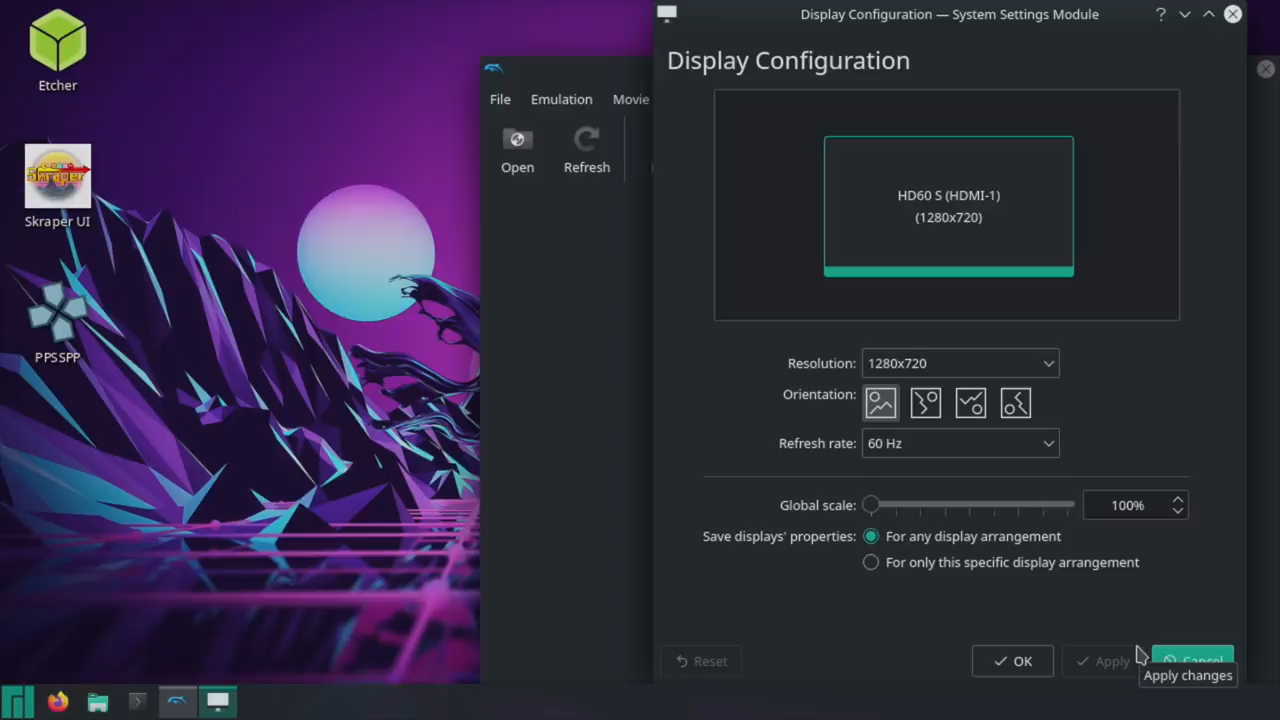 Etcher
Skraper
Skraper UI
PPSSPP
File Emulation Movie
Open Refresh
Display Configuration — System Settings Module
Display Configuration
HD60 S (HDMI-1)
(1280x720)
Resolution: 1280x720
Orientation:
Refresh rate: 60 Hz
Global scale: 100%
Save displays' properties: For any display arrangement
For only this specific display arrangement
Reset OK Apply Cancel
Apply changes